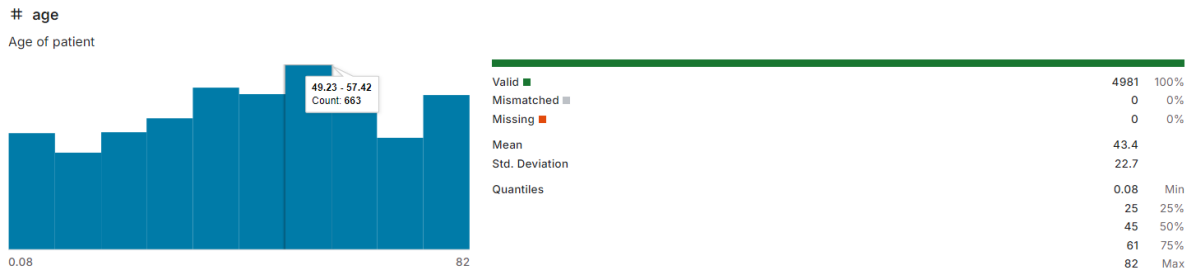 # age
Age of patient
49.23 - 57.42
Count: 663
0.08 82
Valid 4981 100%
Mismatched 0 0%
Missing 0 0%
Mean 43.4
Std. Deviation 22.7
Quantiles 0.08 Min
25 25%
45 50%
61 75%
82 Max